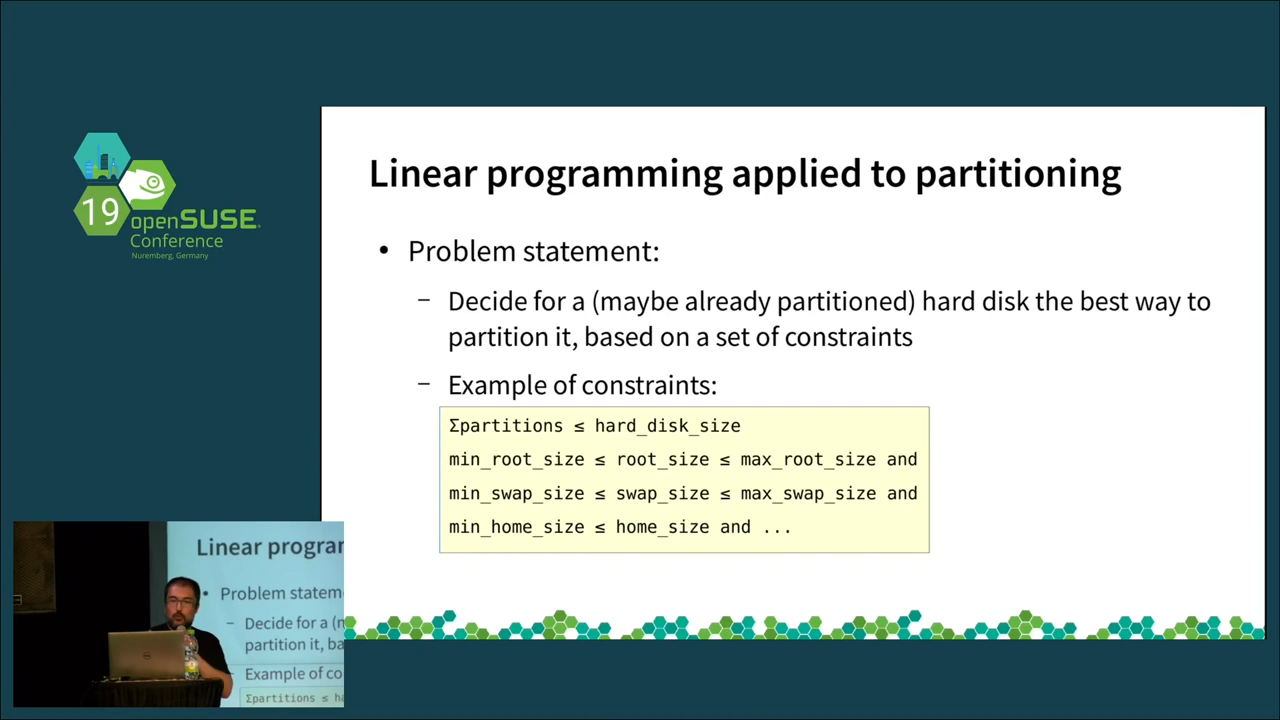 19
openSUSE
Conference
Nuremberg, Germany
Linear programming applied to partitioning
• Problem statement:
– Decide for a (maybe already partitioned) hard disk the best way to
partition it, based on a set of constraints
– Example of constraints:
Σpartitions ≤ hard_disk_size
min_root_size ≤ root_size ≤ max_root_size and
min_swap_size ≤ swap_size ≤ max_swap_size and
min_home_size ≤ home_size and ...
Linear progra
• Problem statem
– Decide for a (
partition it, ba
– Example of co
Σpartitions ≤ h